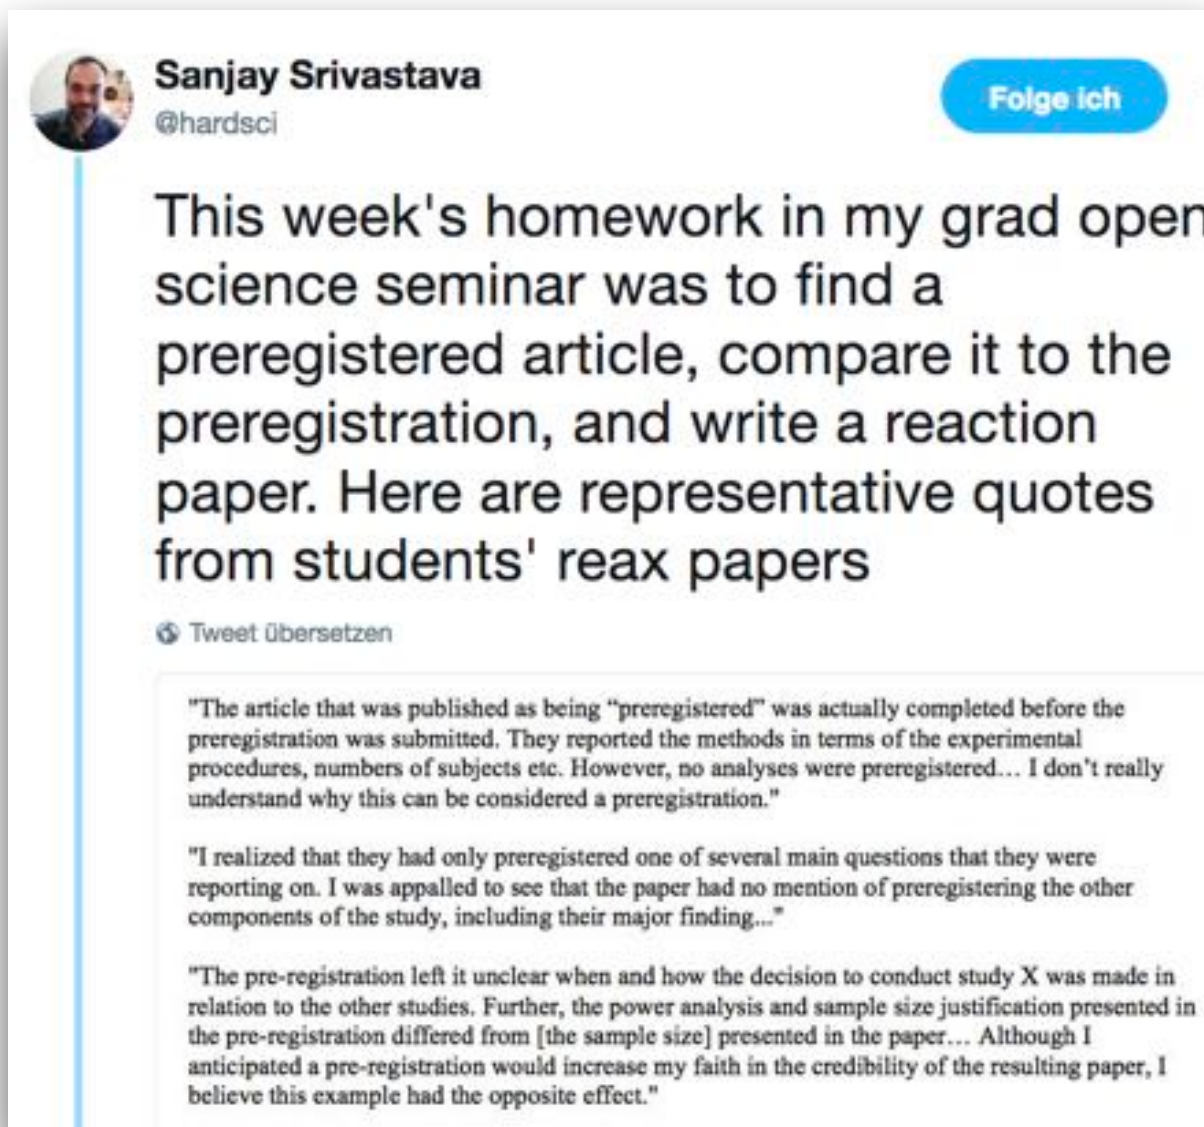 Sanjay Srivastava
@hardsci
Folge ich
This week's homework in my grad open
science seminar was to find a
preregistered article, compare it to the
preregistration, and write a reaction
paper. Here are representative quotes
from students' reax papers
Tweet übersetzen
"The article that was published as being “preregistered” was actually completed before the
preregistration was submitted. They reported the methods in terms of the experimental
procedures, numbers of subjects etc. However, no analyses were preregistered... I don't really
understand why this can be considered a preregistration."
"I realized that they had only preregistered one of several main questions that they were
reporting on. I was appalled to see that the paper had no mention of preregistering the other
components of the study, including their major finding..."
"The pre-registration left it unclear when and how the decision to conduct study X was made in
relation to the other studies. Further, the power analysis and sample size justification presented in
the pre-registration differed from [the sample size] presented in the paper... Although I
anticipated a pre-registration would increase my faith in the credibility of the resulting paper, I
believe this example had the opposite effect."